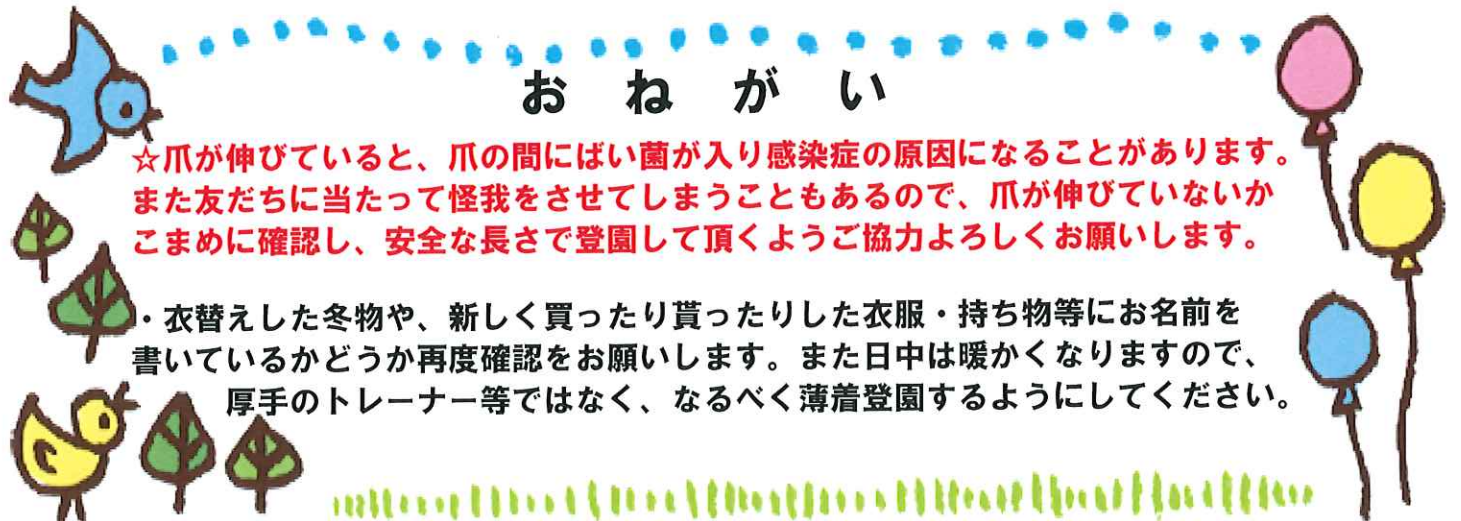 おねがい
☆爪が伸びていると、爪の間にばい菌が入り感染症の原因になることがあります。
また友だちに当たって怪我をさせてしまうこともあるので、爪が伸びていないか
こまめに確認し、安全な長さで登園して頂くようご協力よろしくお願いします。
・衣替えした冬物や、新しく買ったり貰ったりした衣服・持ち物等にお名前を
書いているかどうか再度確認をお願いします。また日中は暖かくなりますので、
厚手のトレーナー等ではなく、なるべく薄着登園するようにしてください。